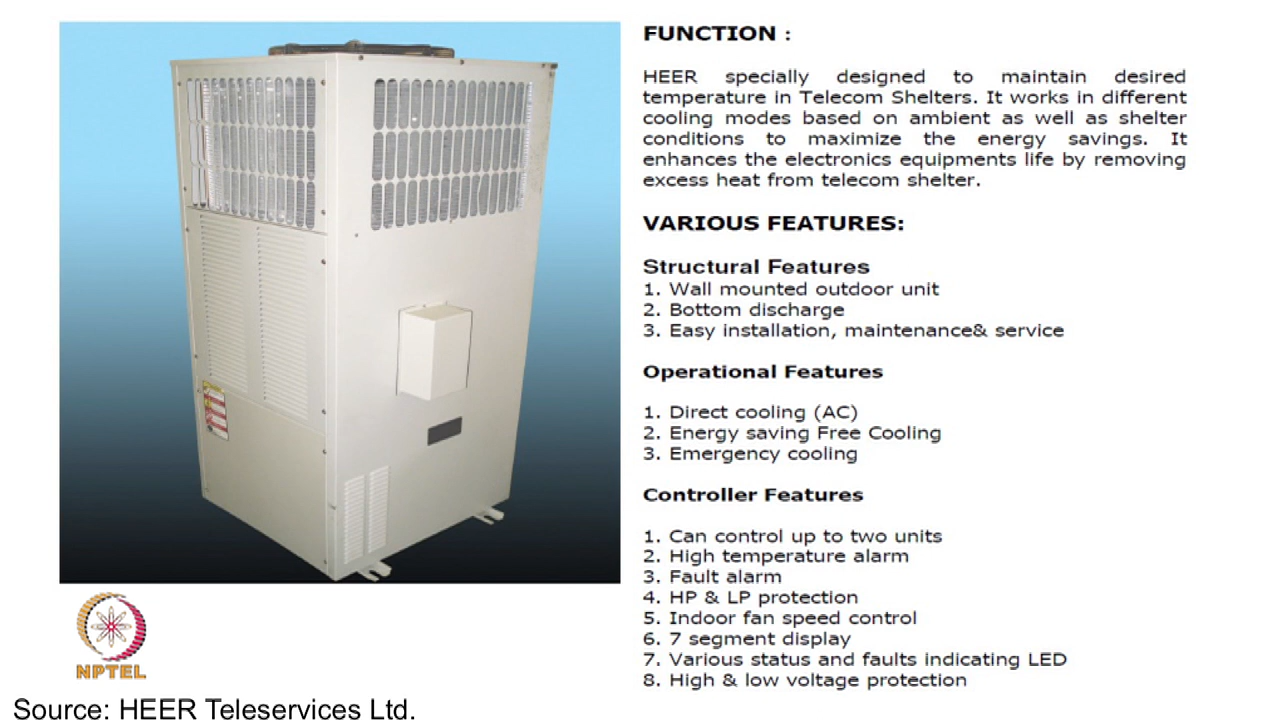 FUNCTION :
HEER specially designed to maintain desired
temperature in Telecom Shelters. It works in different
cooling modes based on ambient as well as shelter
conditions to maximize the energy savings. It
enhances the electronics equipments life by removing
excess heat from telecom shelter.
VARIOUS FEATURES:
Structural Features
1. Wall mounted outdoor unit
2. Bottom discharge
3. Easy installation, maintenance& service
Operational Features
1. Direct cooling (AC)
2. Energy saving Free Cooling
3. Emergency cooling
Controller Features
1. Can control up to two units
2. High temperature alarm
3. Fault alarm
4. HP & LP protection
5. Indoor fan speed control
6. 7 segment display
7. Various status and faults indicating LED
8. High & low voltage protection
NPTEL
Source: HEER Teleservices Ltd.